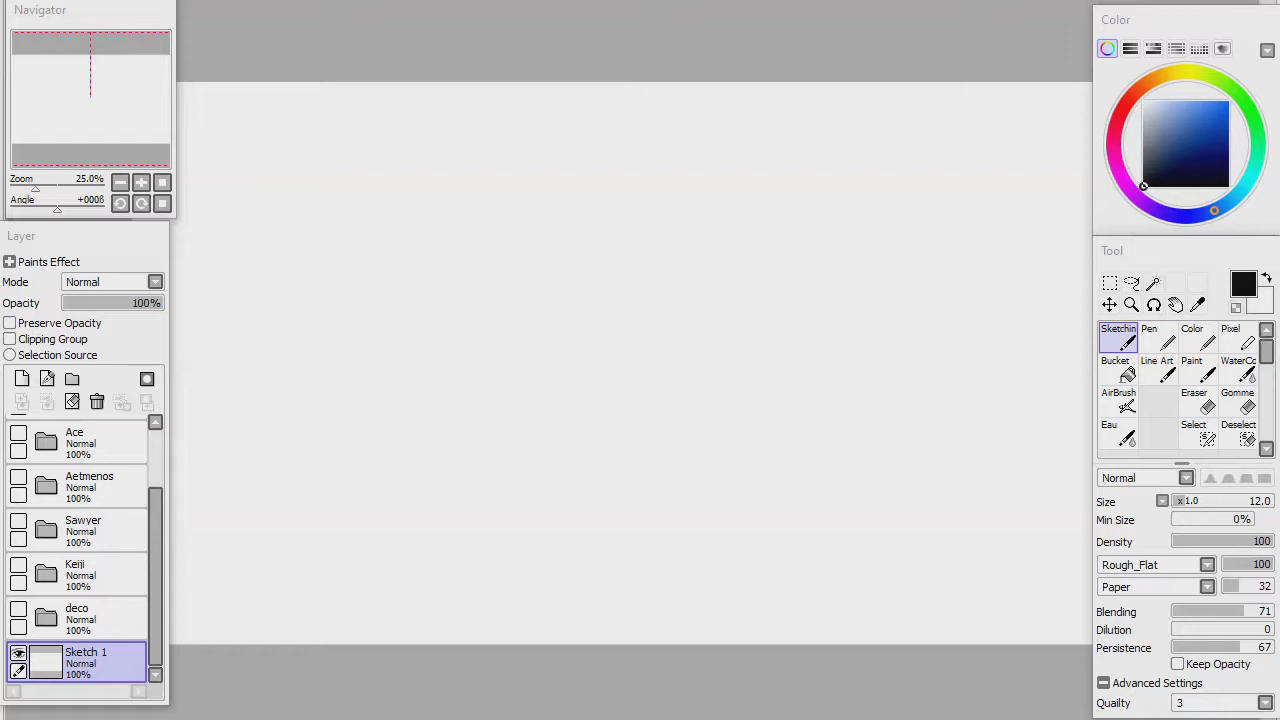 Navigator
Zoom 25.0%
Angle +0008
Layer
Paints Effect
Mode Normal
Opacity 100%
Preserve Opacity
Clipping Group
Selection Source
Ace
Normal
100%
Aetmenos
Normal
100%
Sawyer
Normal
100%
Keiji
Normal
100%
deco
Normal
100%
Sketch 1
Normal
100%
Color
Tool
Sketchin Pen Color Pixel
Bucket Line Art Paint WaterCo
AirBrush Eraser Gomme
Eau Select Deselect
Normal
Size x1.0 12.0
Min Size 0%
Density 100
Rough_Flat 100
Paper 32
Blending 71
Dilution 0
Persistence 67
Keep Opacity
Advanced Settings
Quailty 3